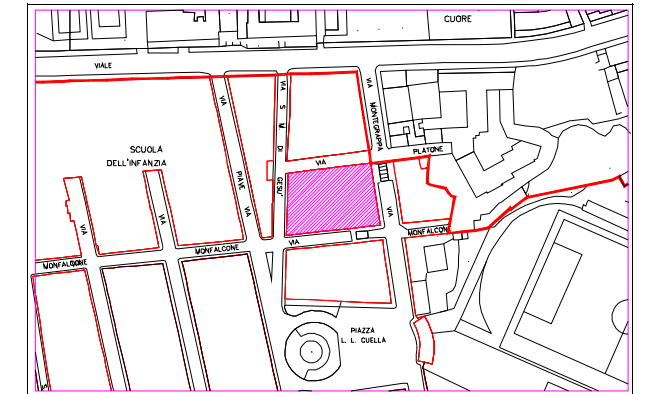 CUORE
VIALE
VIA
MONTEGRAPPA
VIA
S.
M.
DI
GESU'
VIA
PIAVE
VIA
SCUOLA
DELL'INFANZIA
PLATONE
VIA
VIA
VIA
VIA
VIA
MONFALCONE
MONFALCONE
MONFALCON
PIAZZA
L. L. CUELLA